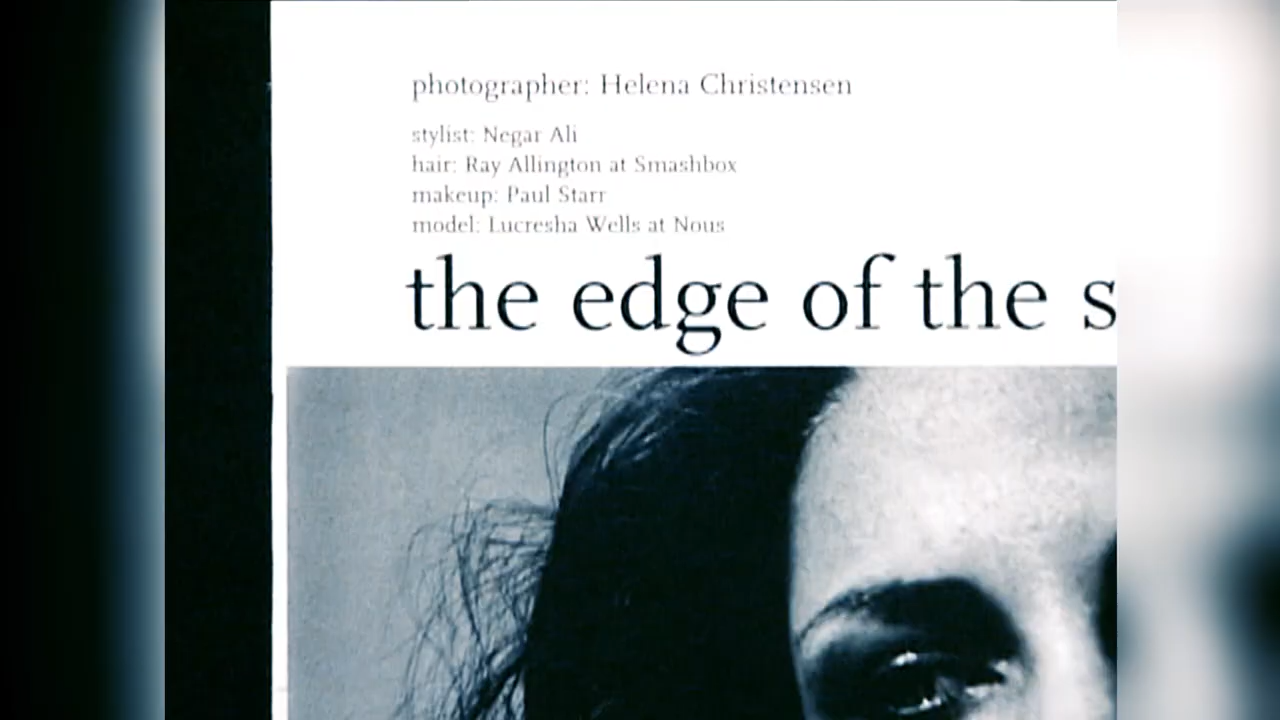 photographer: Helena Christensen
stylist: Negar Ali
hair: Ray Allington at Smashbox
makeup: Paul Starr
model: Lucresha Wells at Nous
the edge of the s